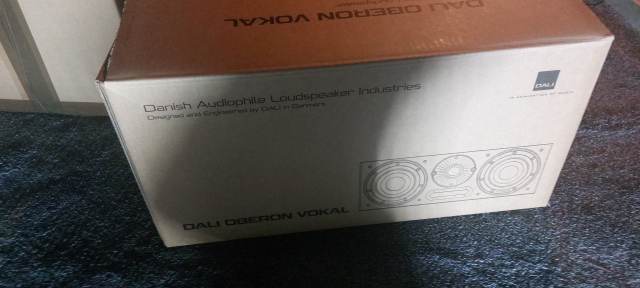 DALI OBERON VOKAL
Danish Audiophile Loudspeaker Industries
Designed and Engineered by DALI in Denmark
DALI
DALI OBERON VOKAL